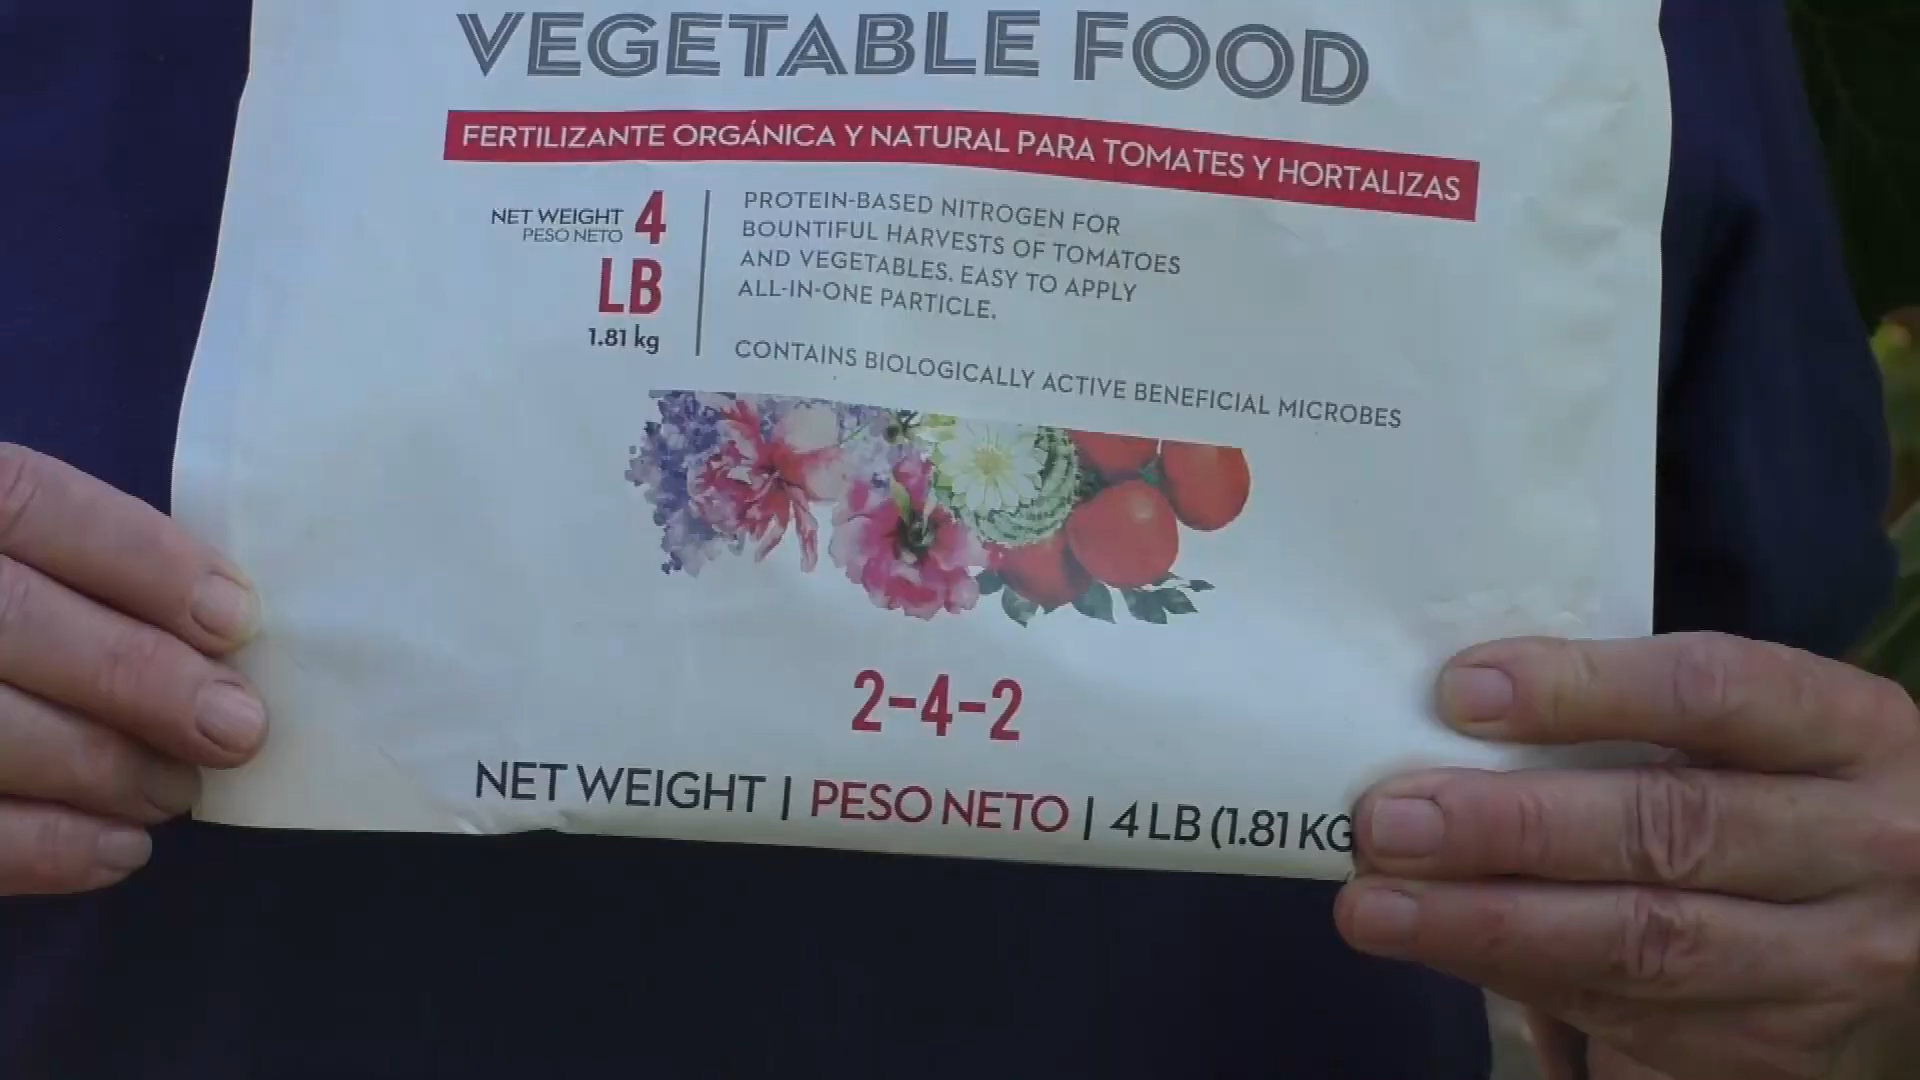 VEGETABLE FOOD
FERTILIZANTE ORGÁNICA Y NATURAL PARA TOMATES Y HORTALIZAS
NET WEIGHT 4
PESO NETO
LB
1.81 kg
PROTEIN-BASED NITROGEN FOR
BOUNTIFUL HARVESTS OF TOMATOES
AND VEGETABLES. EASY TO APPLY
ALL-IN-ONE PARTICLE.
CONTAINS BIOLOGICALLY ACTIVE BENEFICIAL MICROBES
2-4-2
NET WEIGHT | PESO NETO | 4 LB (1.81 KG